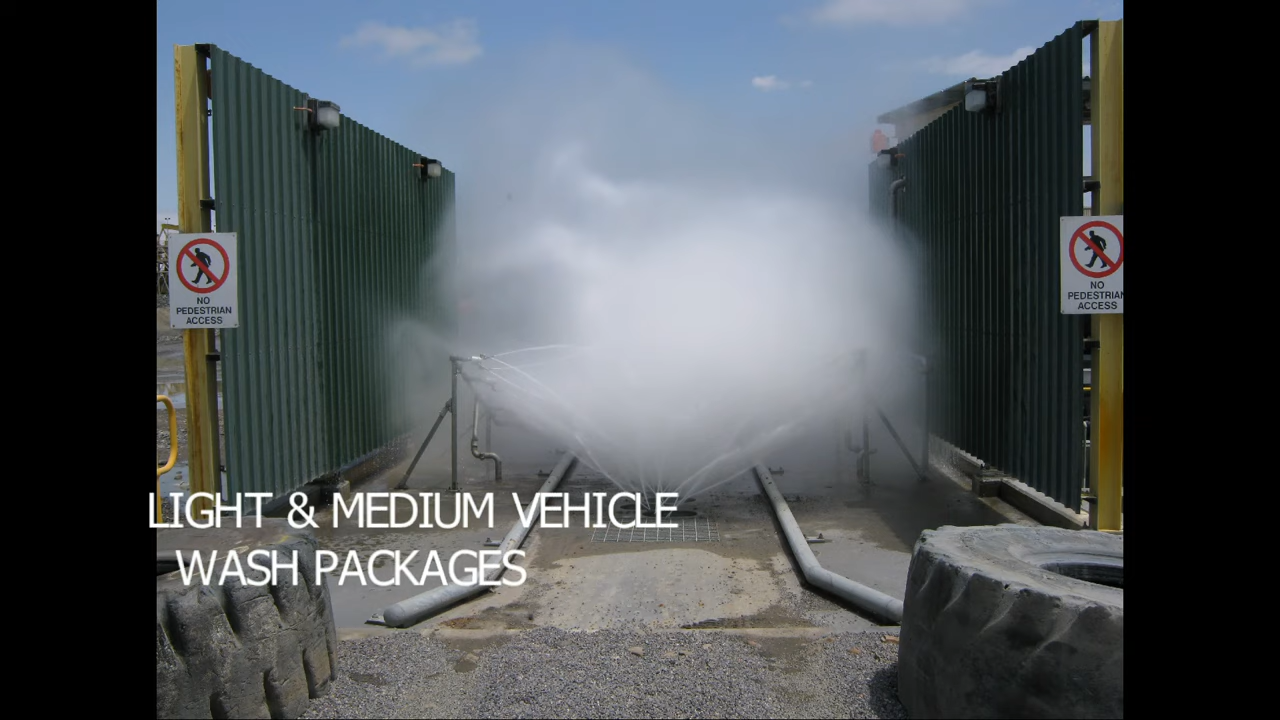 NO
PEDESTRIAN
ACCESS
NO
PEDESTRIAN
ACCESS
LIGHT & MEDIUM VEHICLE
WASH PACKAGES